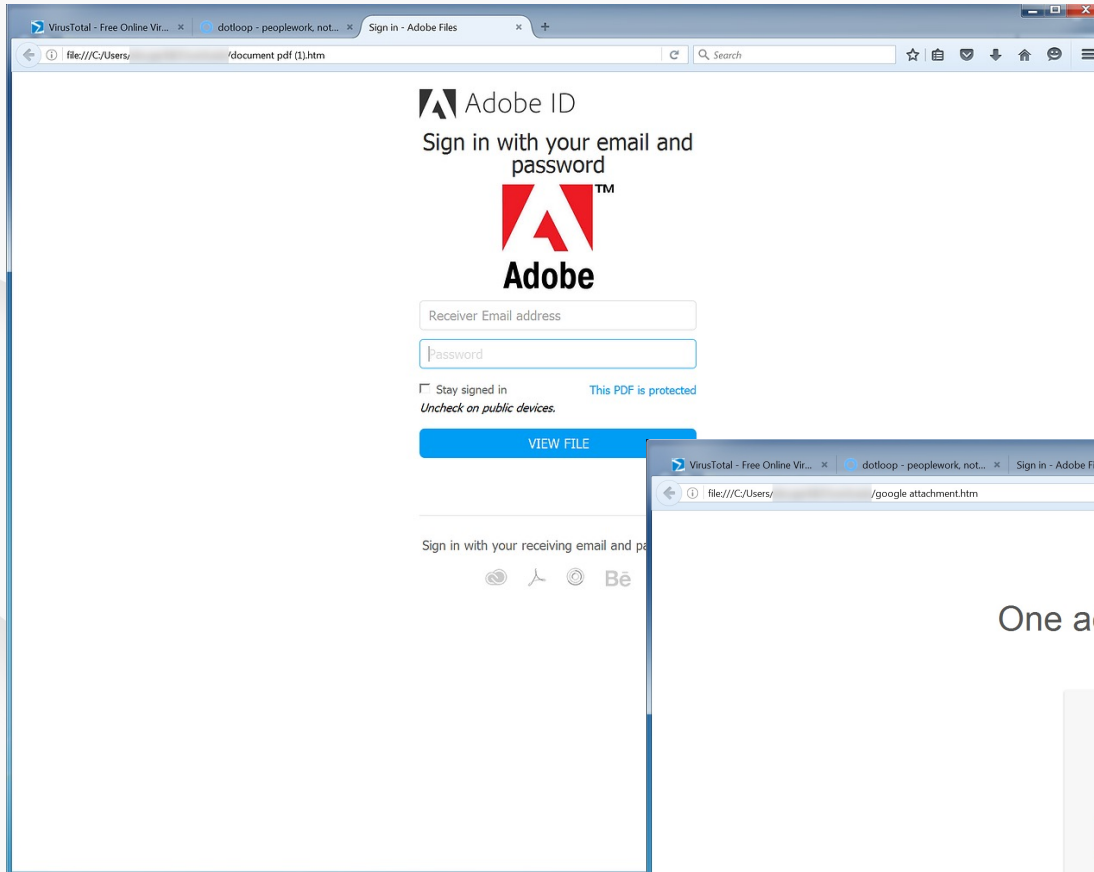 VirusTotal - Free Online Vir... × dotloop - peoplework, not... × Sign in - Adobe Files × +
file:///C:/Users/ /document pdf (1).htm Search
Adobe ID
Sign in with your email and
password
TM
Adobe
Receiver Email address
Password
Stay signed in This PDF is protected
Uncheck on public devices.
VIEW FILE
Sign in with your receiving email and pa
Bē
VirusTotal - Free Online Vir... × dotloop - peoplework, not... × Sign in - Adobe Fi
file:///C:/Users/ /google attachment.htm
One a